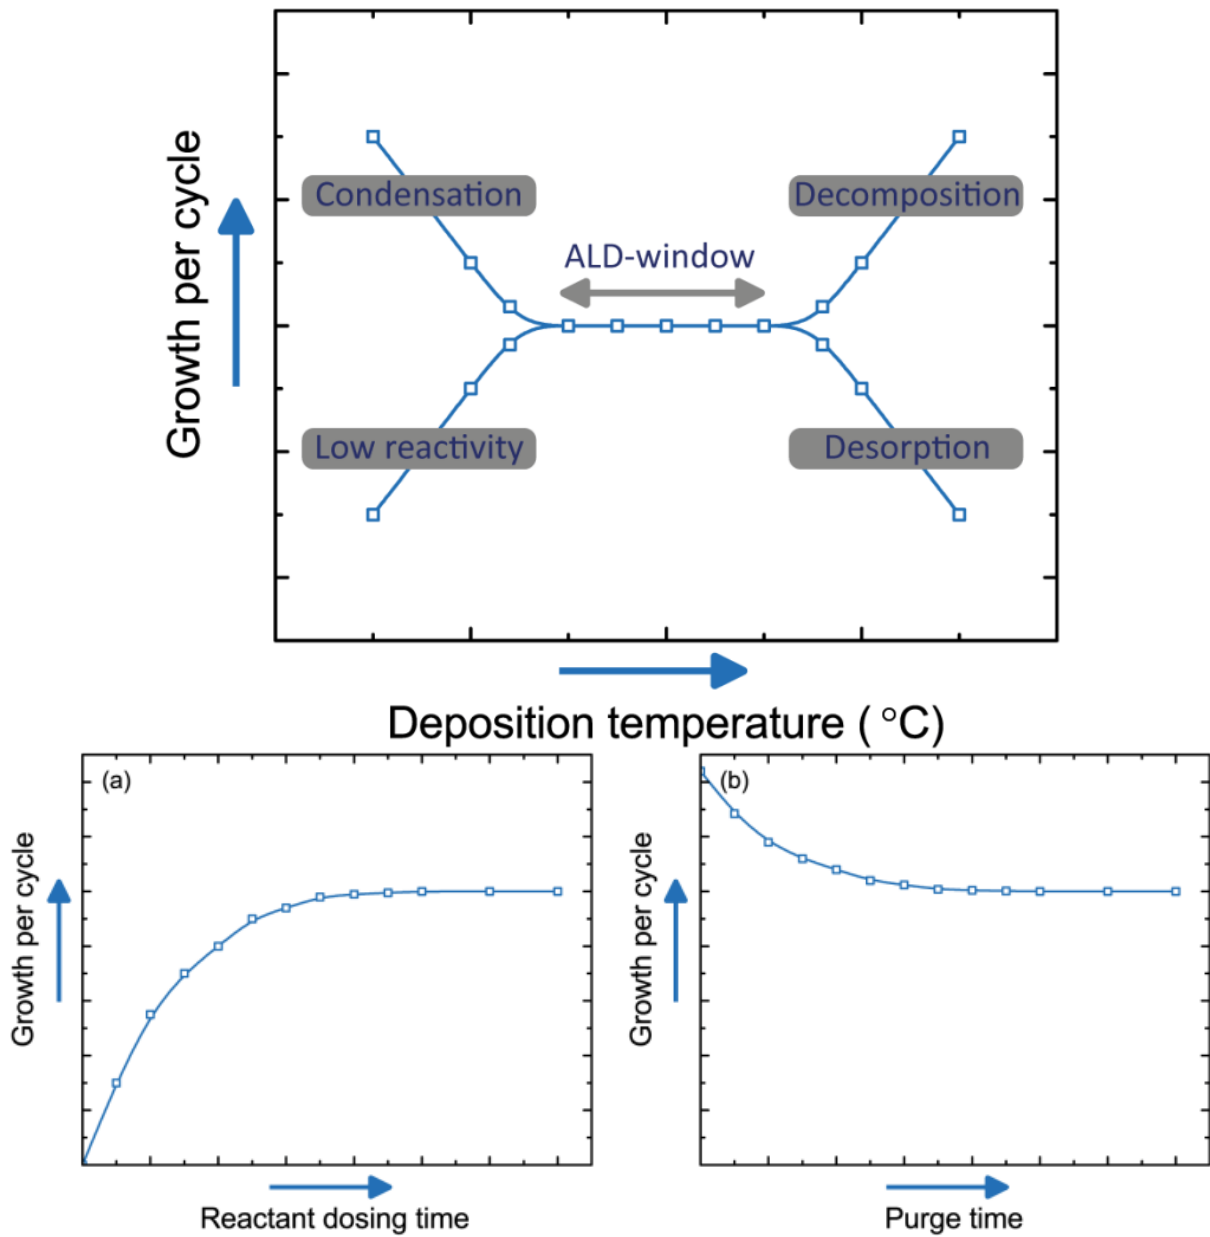 Growth per cycle
Condensation
Decomposition
ALD-window
Low reactivity
Desorption
Deposition temperature ( °C)
(a)
Growth per cycle
Reactant dosing time
(b)
Growth per cycle
Purge time